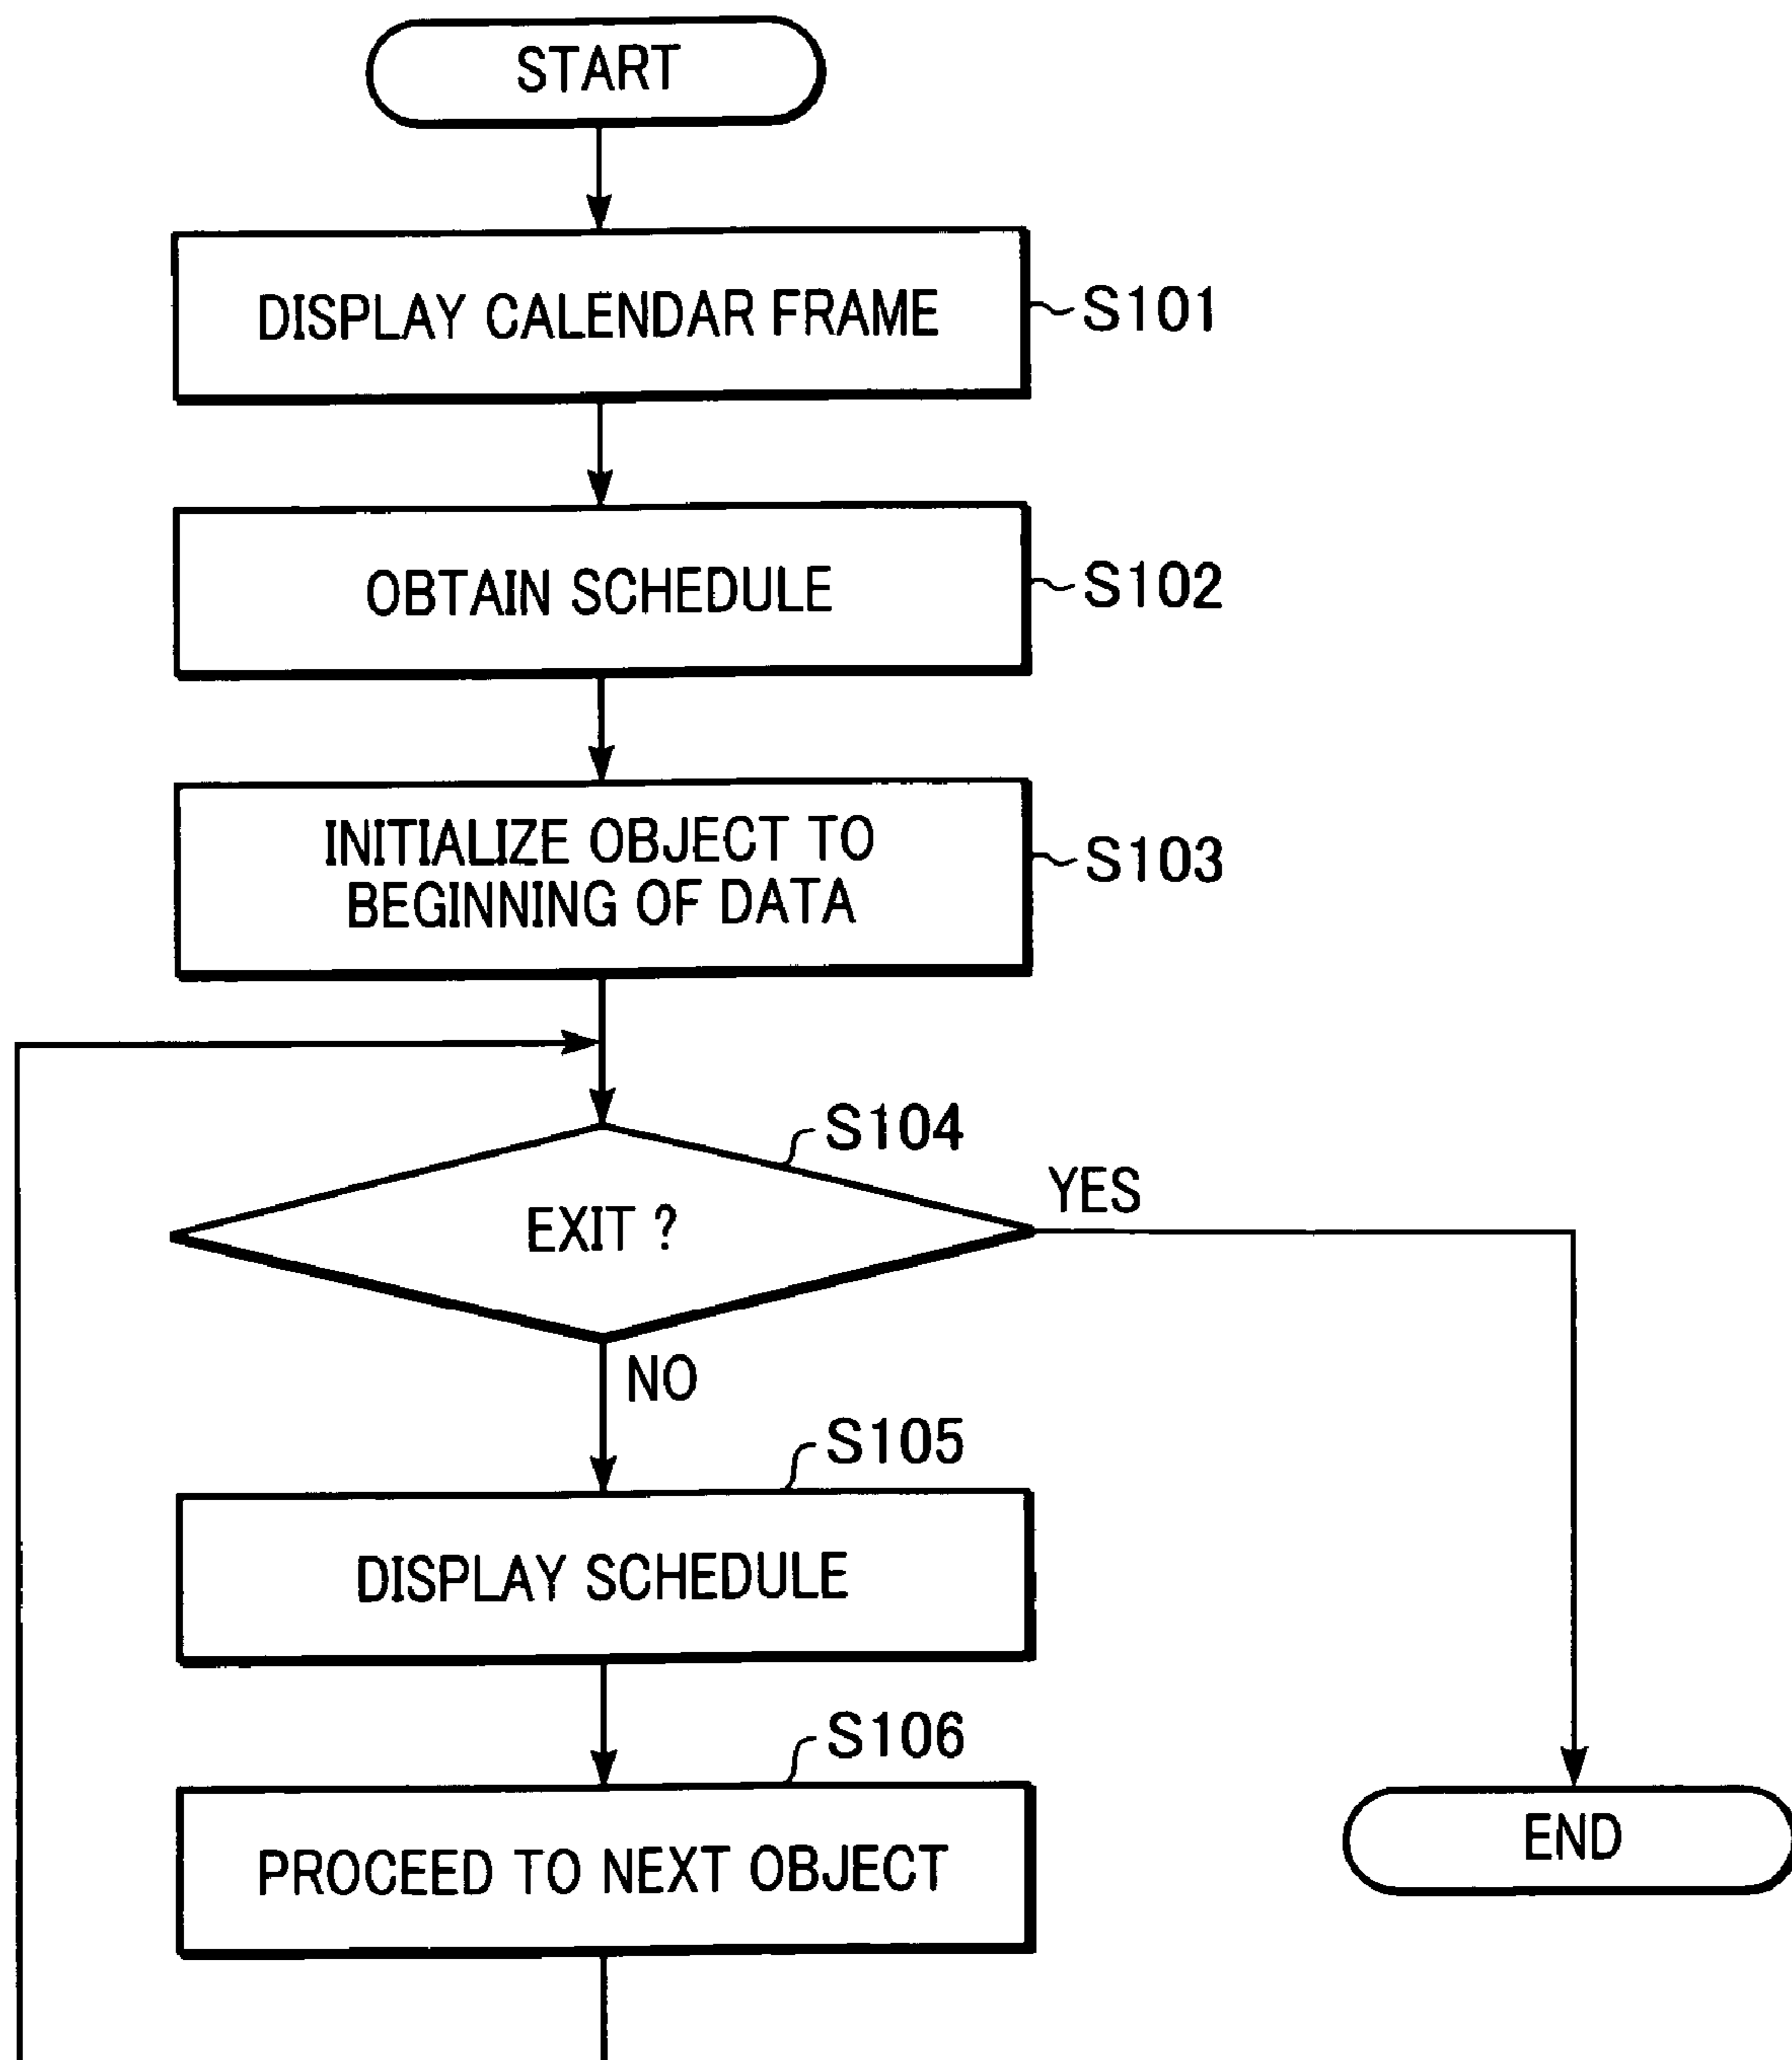 START
DISPLAY CALENDAR FRAME
S101
OBTAIN SCHEDULE
S102
INITIALIZE OBJECT TO
BEGINNING OF DATA
S103
S104
EXIT ?
YES
NO
S105
DISPLAY SCHEDULE
S106
PROCEED TO NEXT OBJECT
END